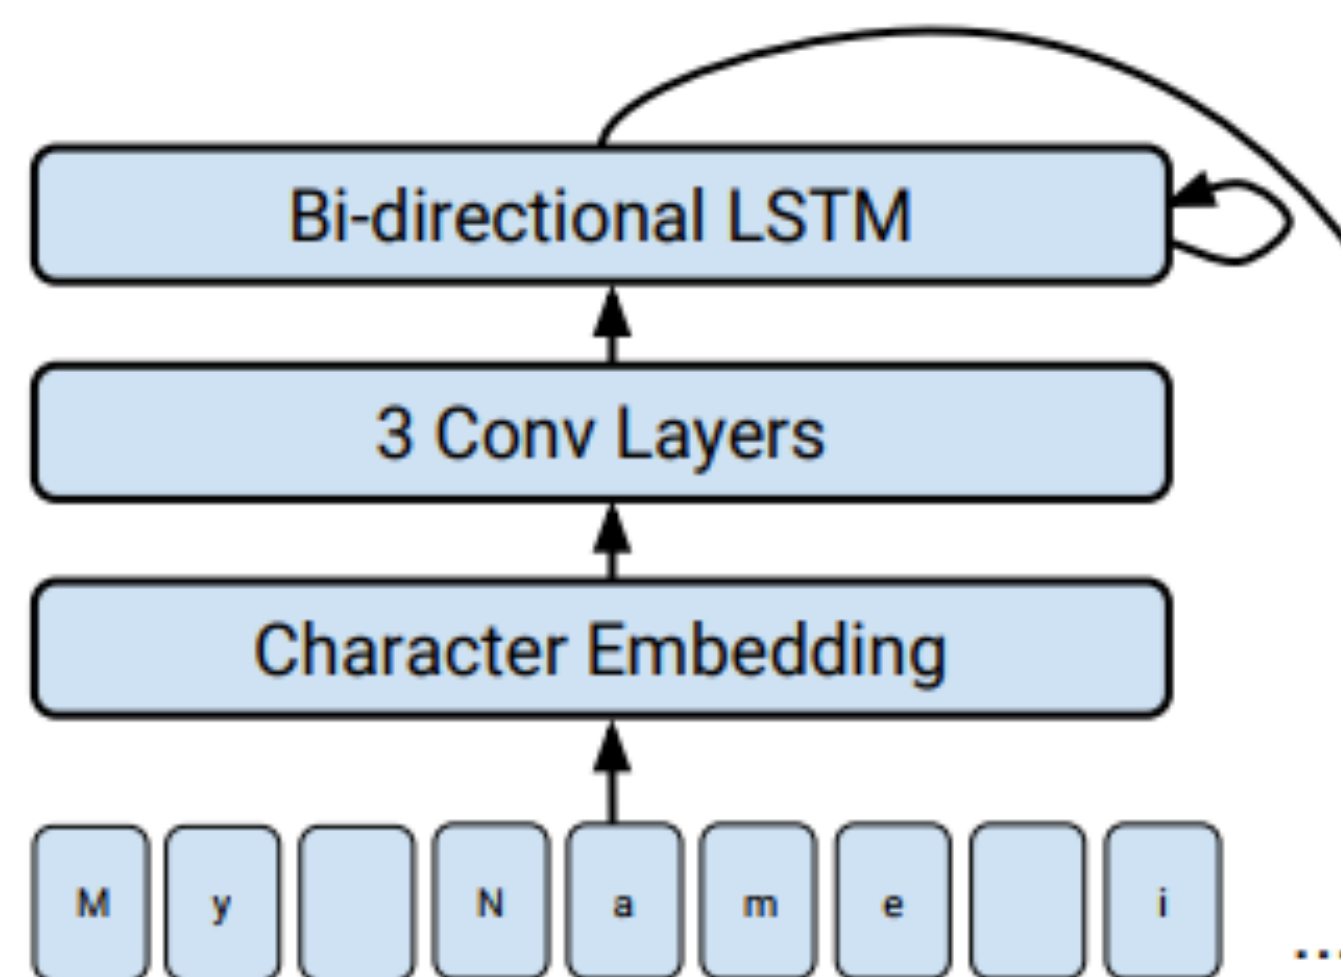 Bi-directional LSTM
3 Conv Layers
Character Embedding
M y N a m e i ...